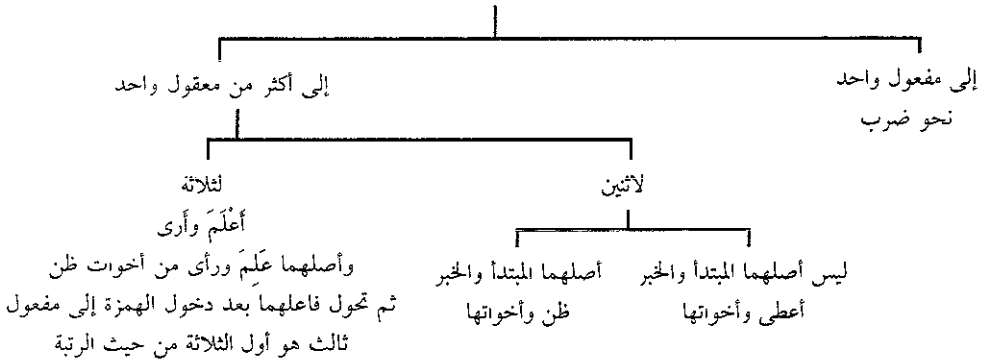 إلى مفعول واحد
نحو ضرب
إلى أكثر من معقول واحد
لاثنين
ليس أصلهما المبتدأ والخبر
أعطى وأخواتها
أصلهما المبتدأ والخبر
ظن وأخواتها
لثلاثة
أَعْلَمَ وأَرى
وأصلهما عَلِمَ ورأى من أخوات ظن
ثم تحول فاعلهما بعد دخول الهمزة إلى مفعول
ثالث هو أول الثلاثة من حيث الرتبة